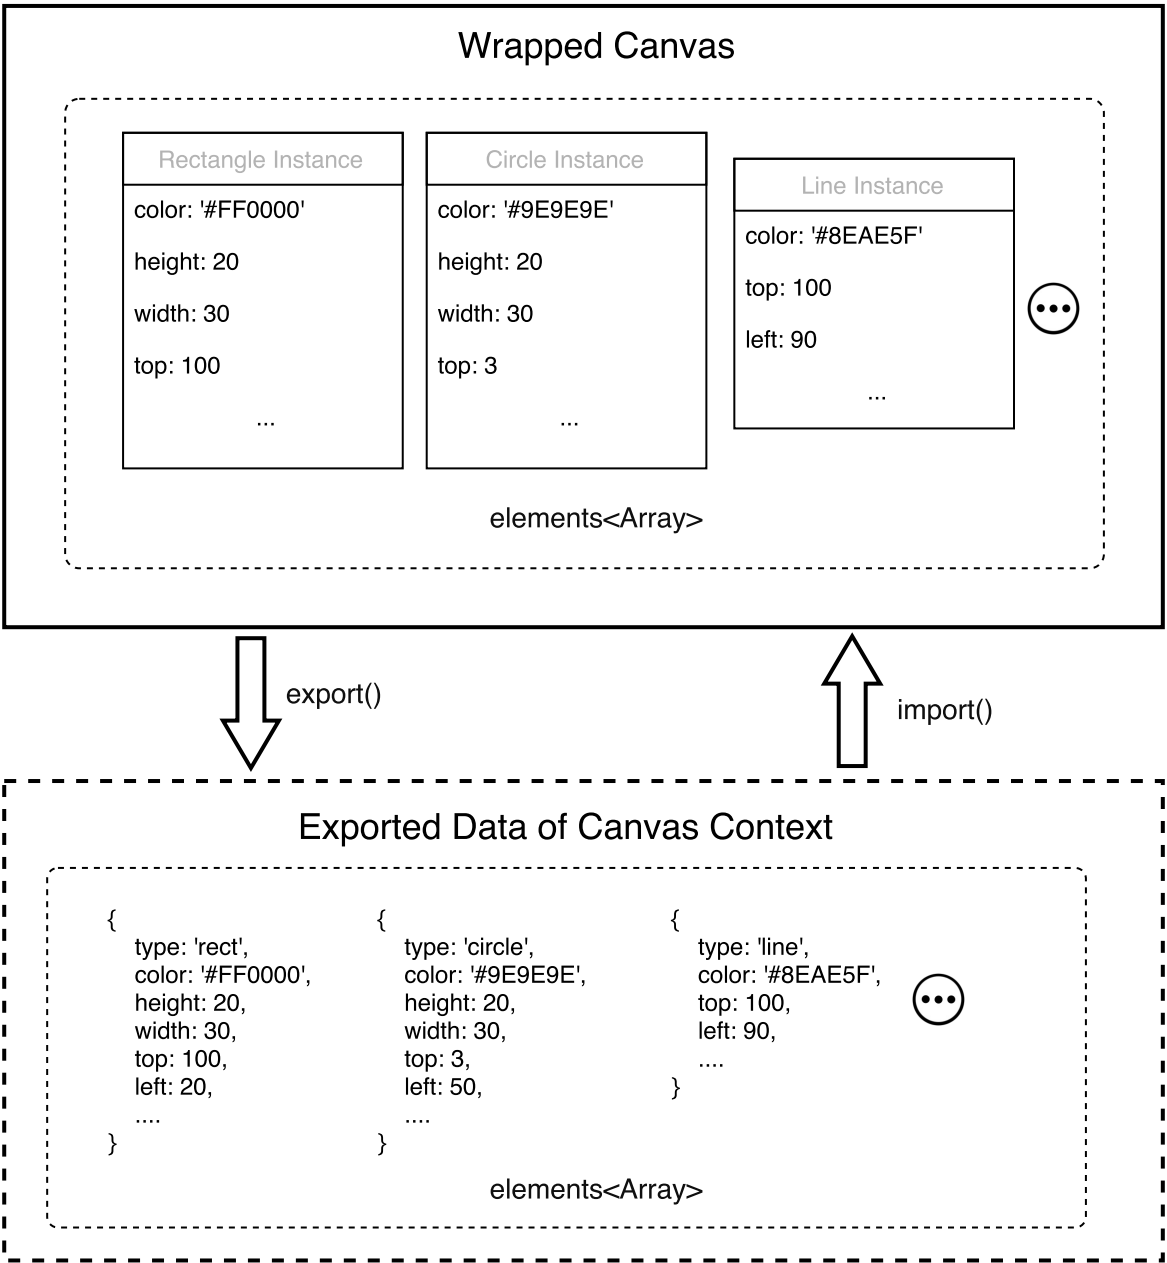 Wrapped Canvas
Rectangle Instance
color: '#FF0000'
height: 20
width: 30
top: 100
...
Circle Instance
color: '#9E9E9E'
height: 20
width: 30
top: 3
...
Line Instance
color: '#8EAE5F'
top: 100
left: 90
...
elements<Array>
export()
import()
Exported Data of Canvas Context
{
type: 'rect',
color: '#FF0000',
height: 20,
width: 30,
top: 100,
left: 20,
....
}
{
type: 'circle',
color: '#9E9E9E',
height: 20,
width: 30,
top: 3,
left: 50,
....
}
{
type: 'line',
color: '#8EAE5F',
top: 100,
left: 90,
....
}
elements<Array>